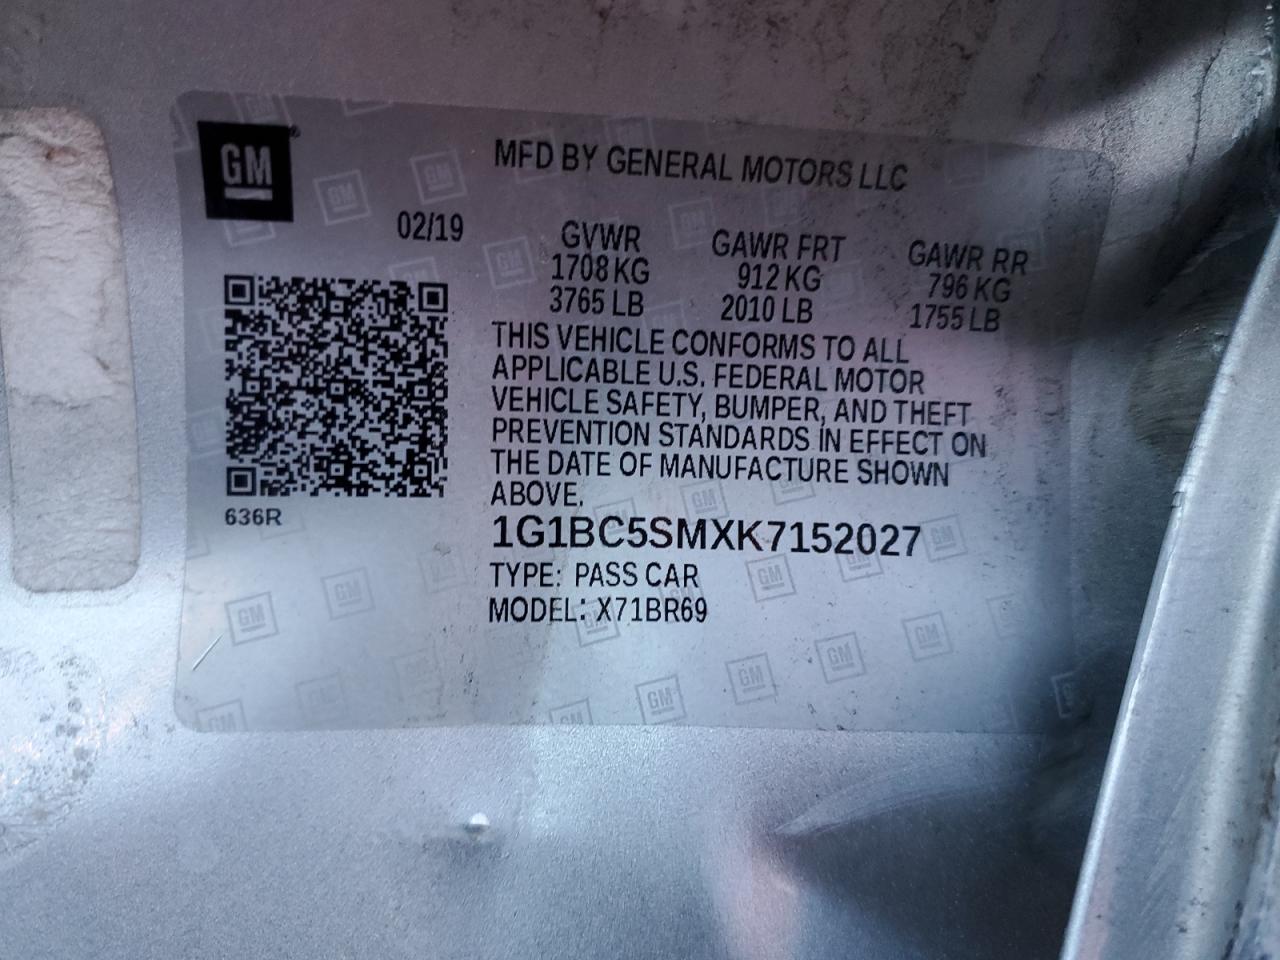 GM
MFD BY GENERAL MOTORS LLC
02/19
GVWR GAWR FRT GAWR RR
1708 KG 912 KG 796 KG
3765 LB 2010 LB 1755 LB
THIS VEHICLE CONFORMS TO ALL
APPLICABLE U.S. FEDERAL MOTOR
VEHICLE SAFETY, BUMPER, AND THEFT
PREVENTION STANDARDS IN EFFECT ON
THE DATE OF MANUFACTURE SHOWN
ABOVE.
636R
1G1BC5SMXK7152027
TYPE: PASS CAR
MODEL: X71BR69